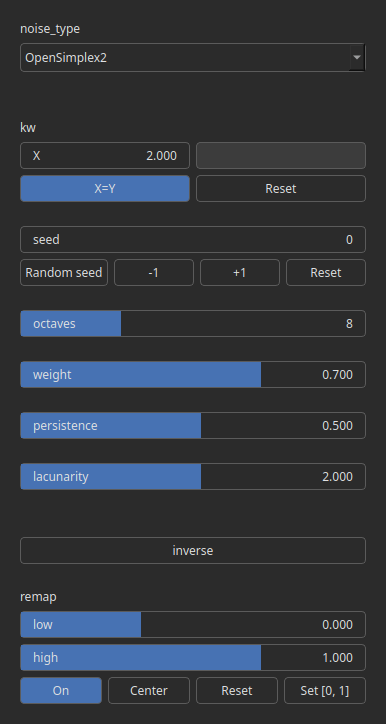 noise_type
OpenSimplex2
kw
X 2.000
X=Y Reset
seed 0
Random seed -1 +1 Reset
octaves 8
weight 0.700
persistence 0.500
lacunarity 2.000
inverse
remap
low 0.000
high 1.000
On Center Reset Set [0, 1]